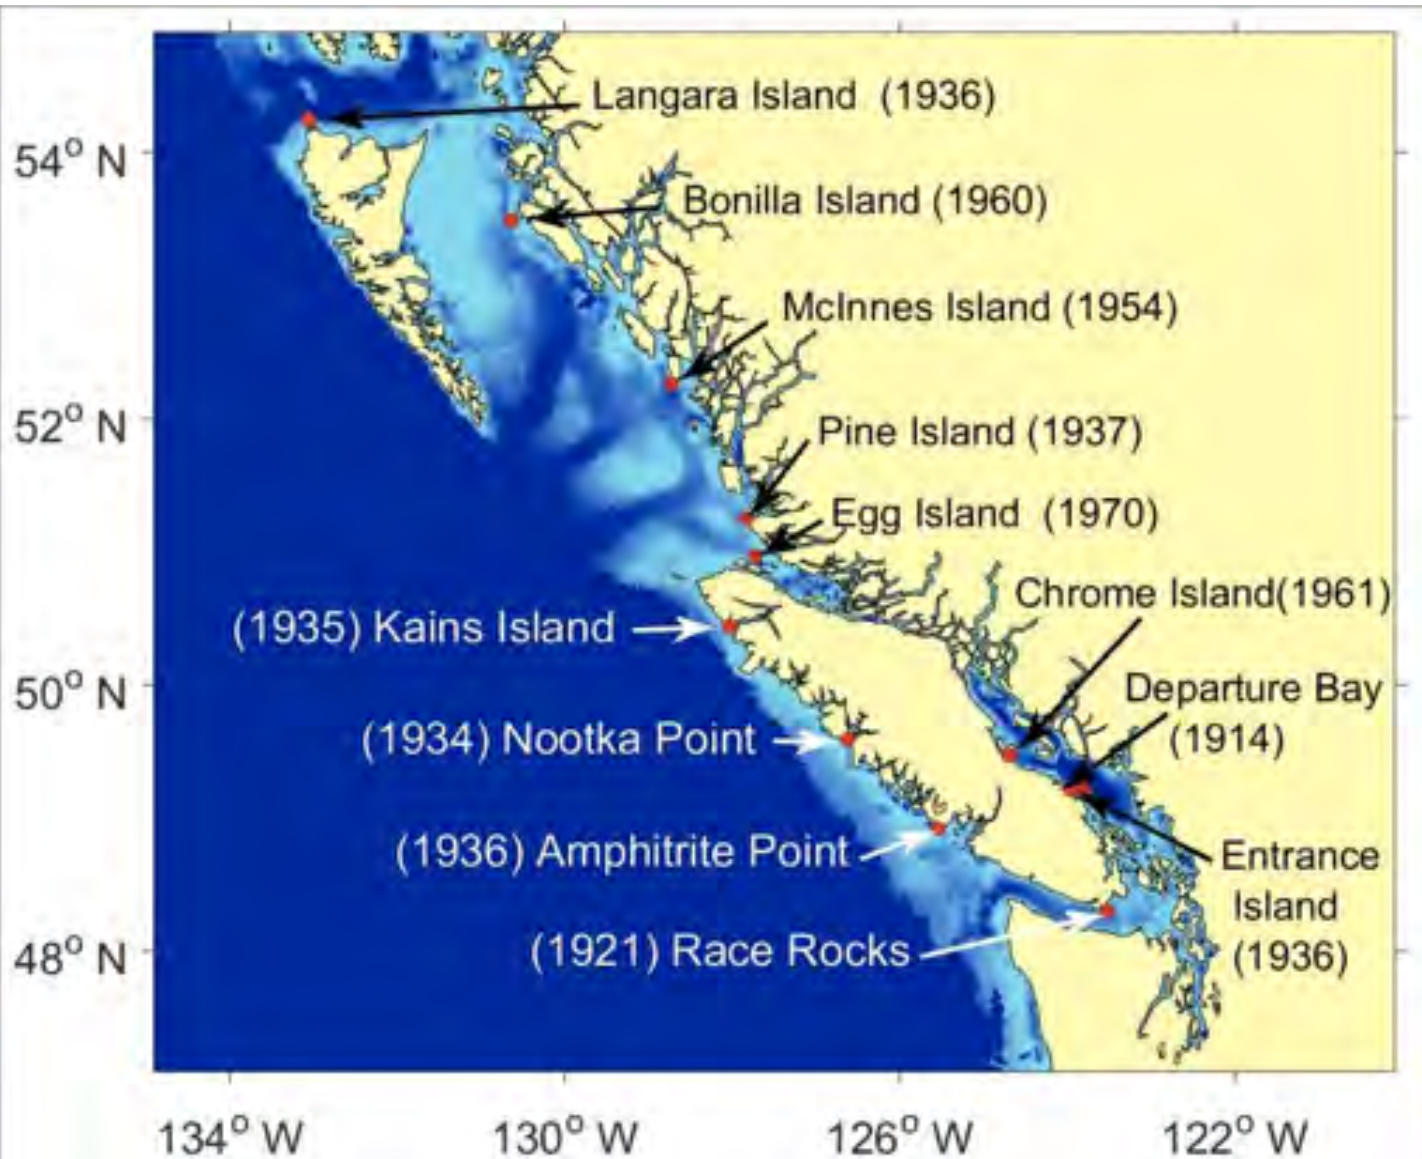 Langara Island (1936)
54° N
Bonilla Island (1960)
McInnes Island (1954)
52° N
Pine Island (1937)
Egg Island (1970)
Chrome Island(1961)
(1935) Kains Island
50° N
Departure Bay
(1914)
(1934) Nootka Point
(1936) Amphitrite Point
Entrance
Island
(1936)
(1921) Race Rocks
48° N
134° W
130° W
126° W
122° W